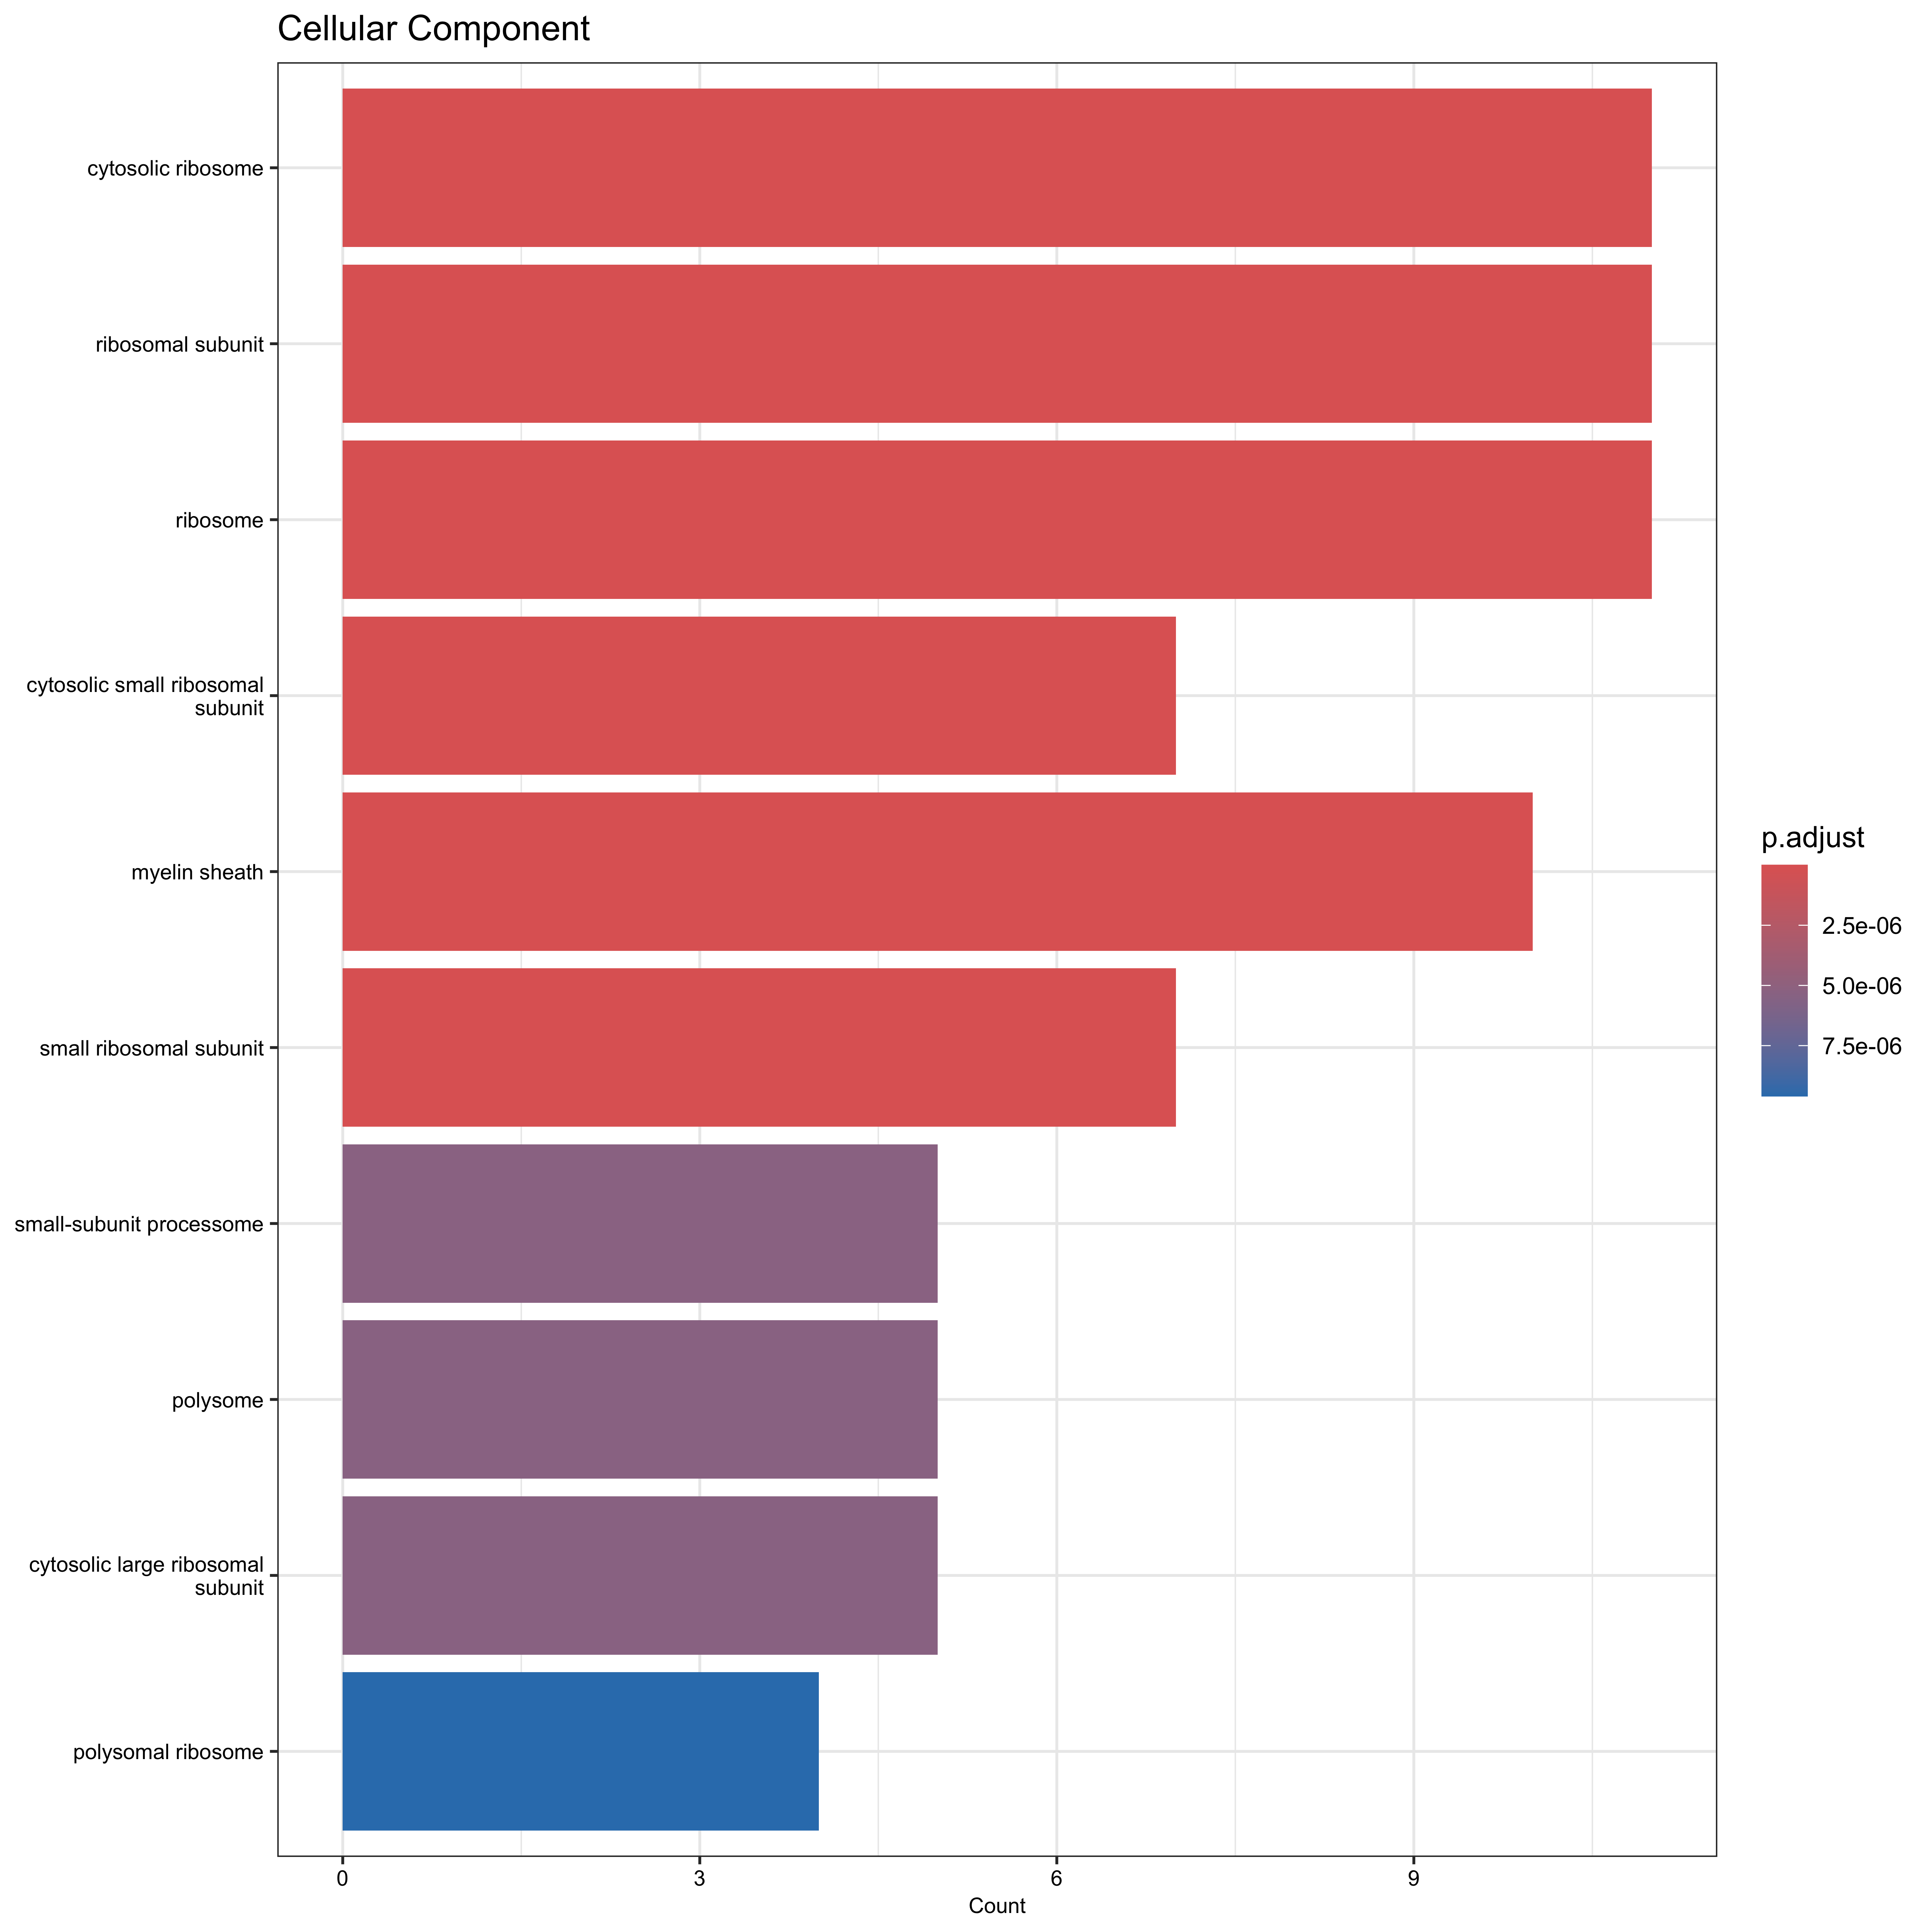 Cellular Component
cytosolic ribosome
ribosomal subunit
ribosome
cytosolic small ribosomal
subunit
myelin sheath
small ribosomal subunit
small-subunit processome
polysome
cytosolic large ribosomal
subunit
polysomal ribosome
0
3
6
9
Count
p.adjust
2.5e-06
5.0e-06
7.5e-06